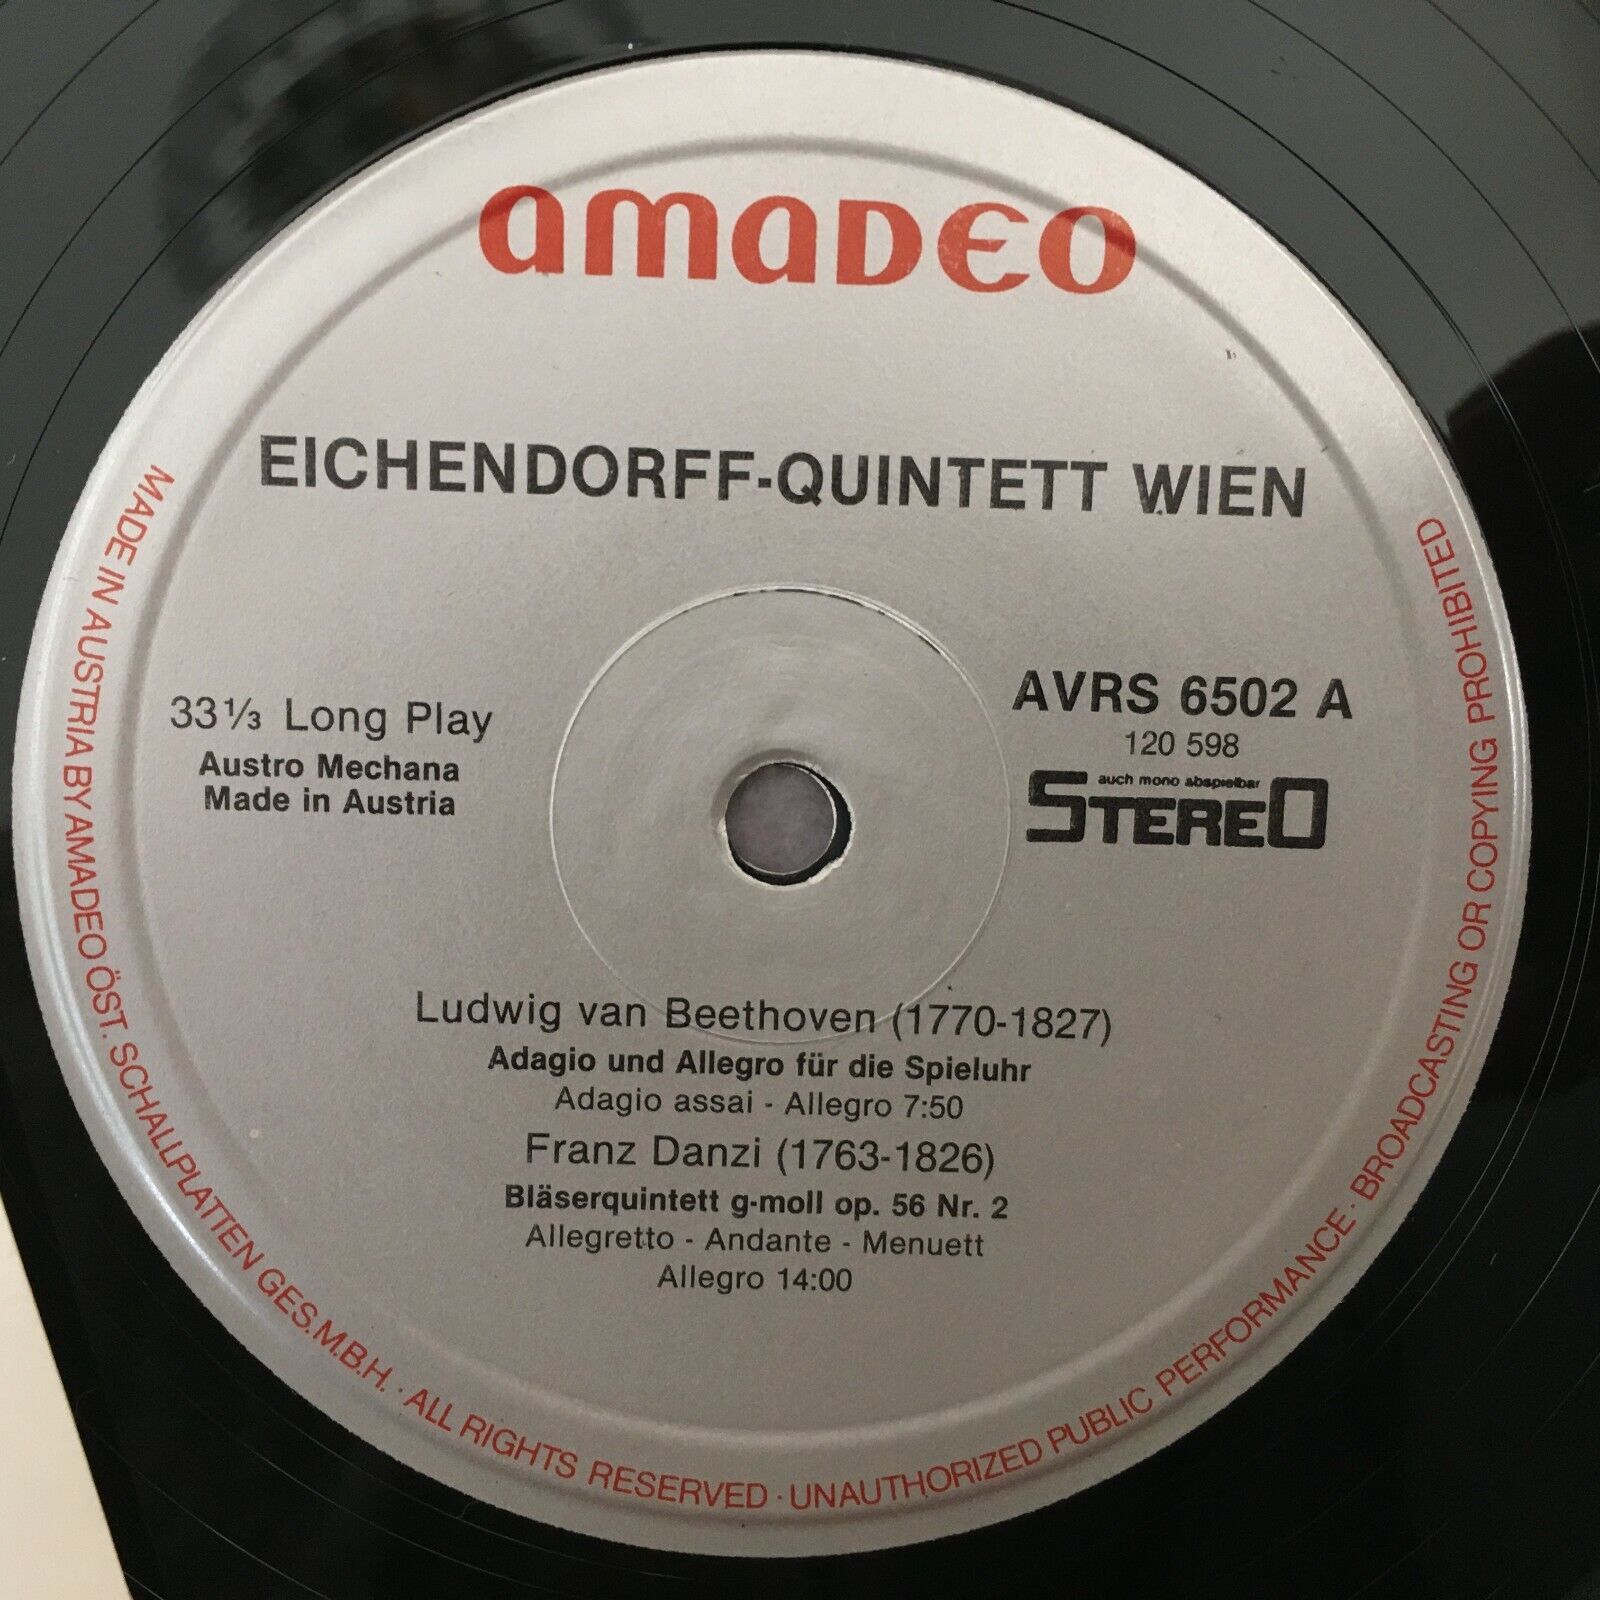 amaDEO
EICHENDORFF-QUINTETT WIEN
33 1/3 Long Play
Austro Mechana
Made in Austria
AVRS 6502 A
120 598
auch mono abspielbar
STEREO
Ludwig van Beethoven (1770-1827)
Adagio und Allegro für die Spieluhr
Adagio assai - Allegro 7:50
Franz Danzi (1763-1826)
Bläserquintett g-moll op. 56 Nr. 2
Allegretto - Andante - Menuett
Allegro 14:00
MADE IN AUSTRIA BY AMADEO ÖST. SCHALLPLATTEN GES.M.B.H. · ALL RIGHTS RESERVED · UNAUTHORIZED PUBLIC PERFORMANCE · BROADCASTING OR COPYING PROHIBITED